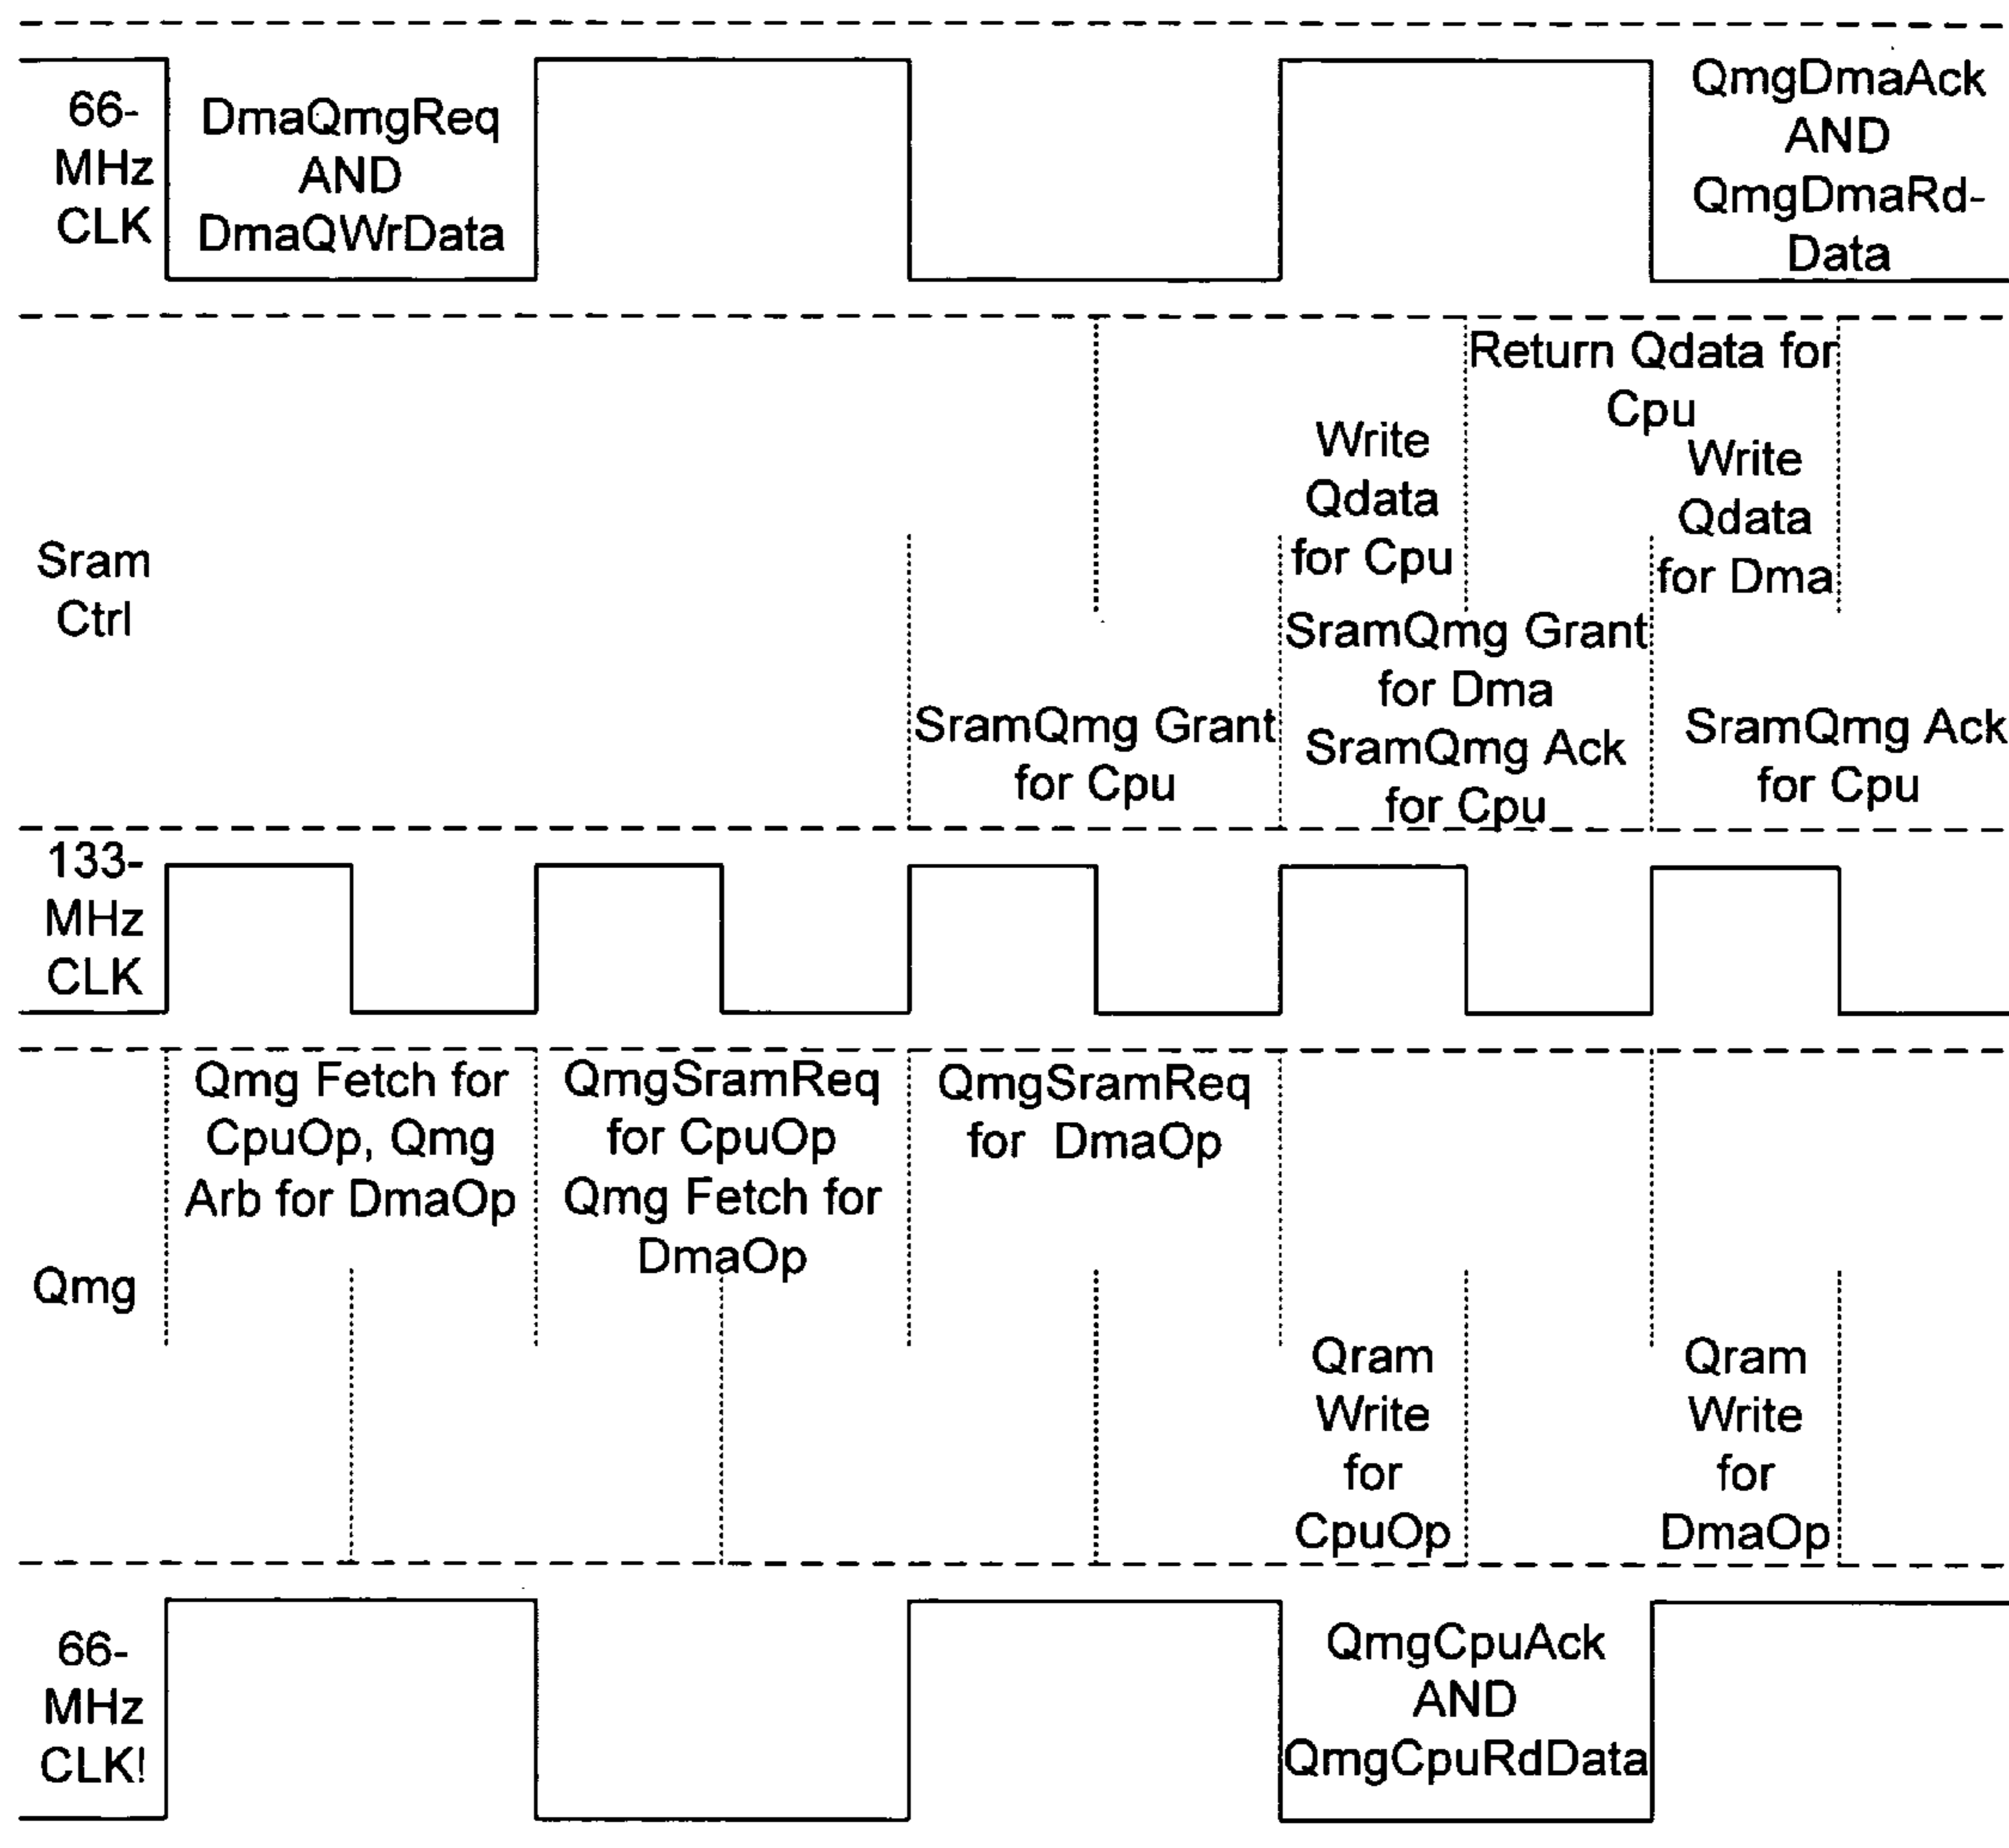 66-
MHz
CLK
DmaQmgReq
AND
DmaQWrData
QmgDmaAck
AND
QmgDmaRd-
Data
Sram
Ctrl
SramQmg Grant
for Cpu
Write
Qdata
for Cpu
SramQmg Grant
for Dma
SramQmg Ack
for Cpu
Return Qdata for
Cpu
Write
Qdata
for Dma
SramQmg Ack
for Cpu
133-
MHz
CLK
Qmg
Qmg Fetch for
CpuOp, Qmg
Arb for DmaOp
QmgSramReq
for CpuOp
Qmg Fetch for
DmaOp
QmgSramReq
for DmaOp
Qram
Write
for
CpuOp
Qram
Write
for
DmaOp
66-
MHz
CLK!
QmgCpuAck
AND
QmgCpuRdData